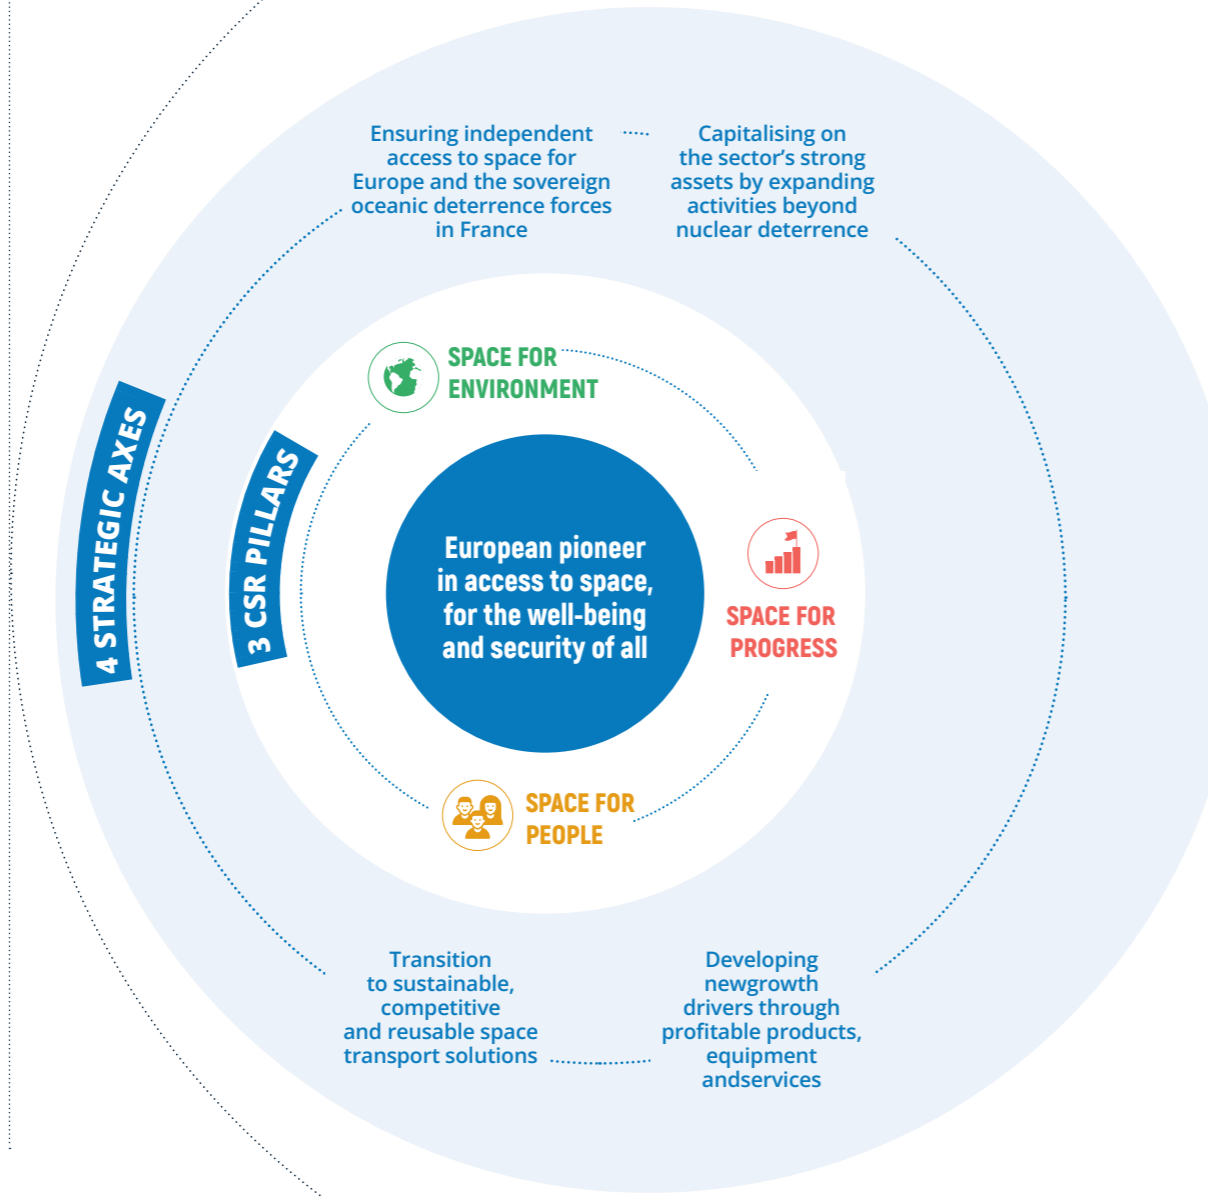 Ensuring independent
access to space for
Europe and the sovereign
oceanic deterrence forces
in France
Capitalising on
the sector’s strong
assets by expanding
activities beyond
nuclear deterrence
4 STRATEGIC AXES
3 CSR PILLARS
SPACE FOR
ENVIRONMENT
European pioneer
in access to space,
for the well-being
and security of all
SPACE FOR
PROGRESS
SPACE FOR
PEOPLE
Transition
to sustainable,
competitive
and reusable space
transport solutions
Developing
newgrowth
drivers through
profitable products,
equipment
andservices